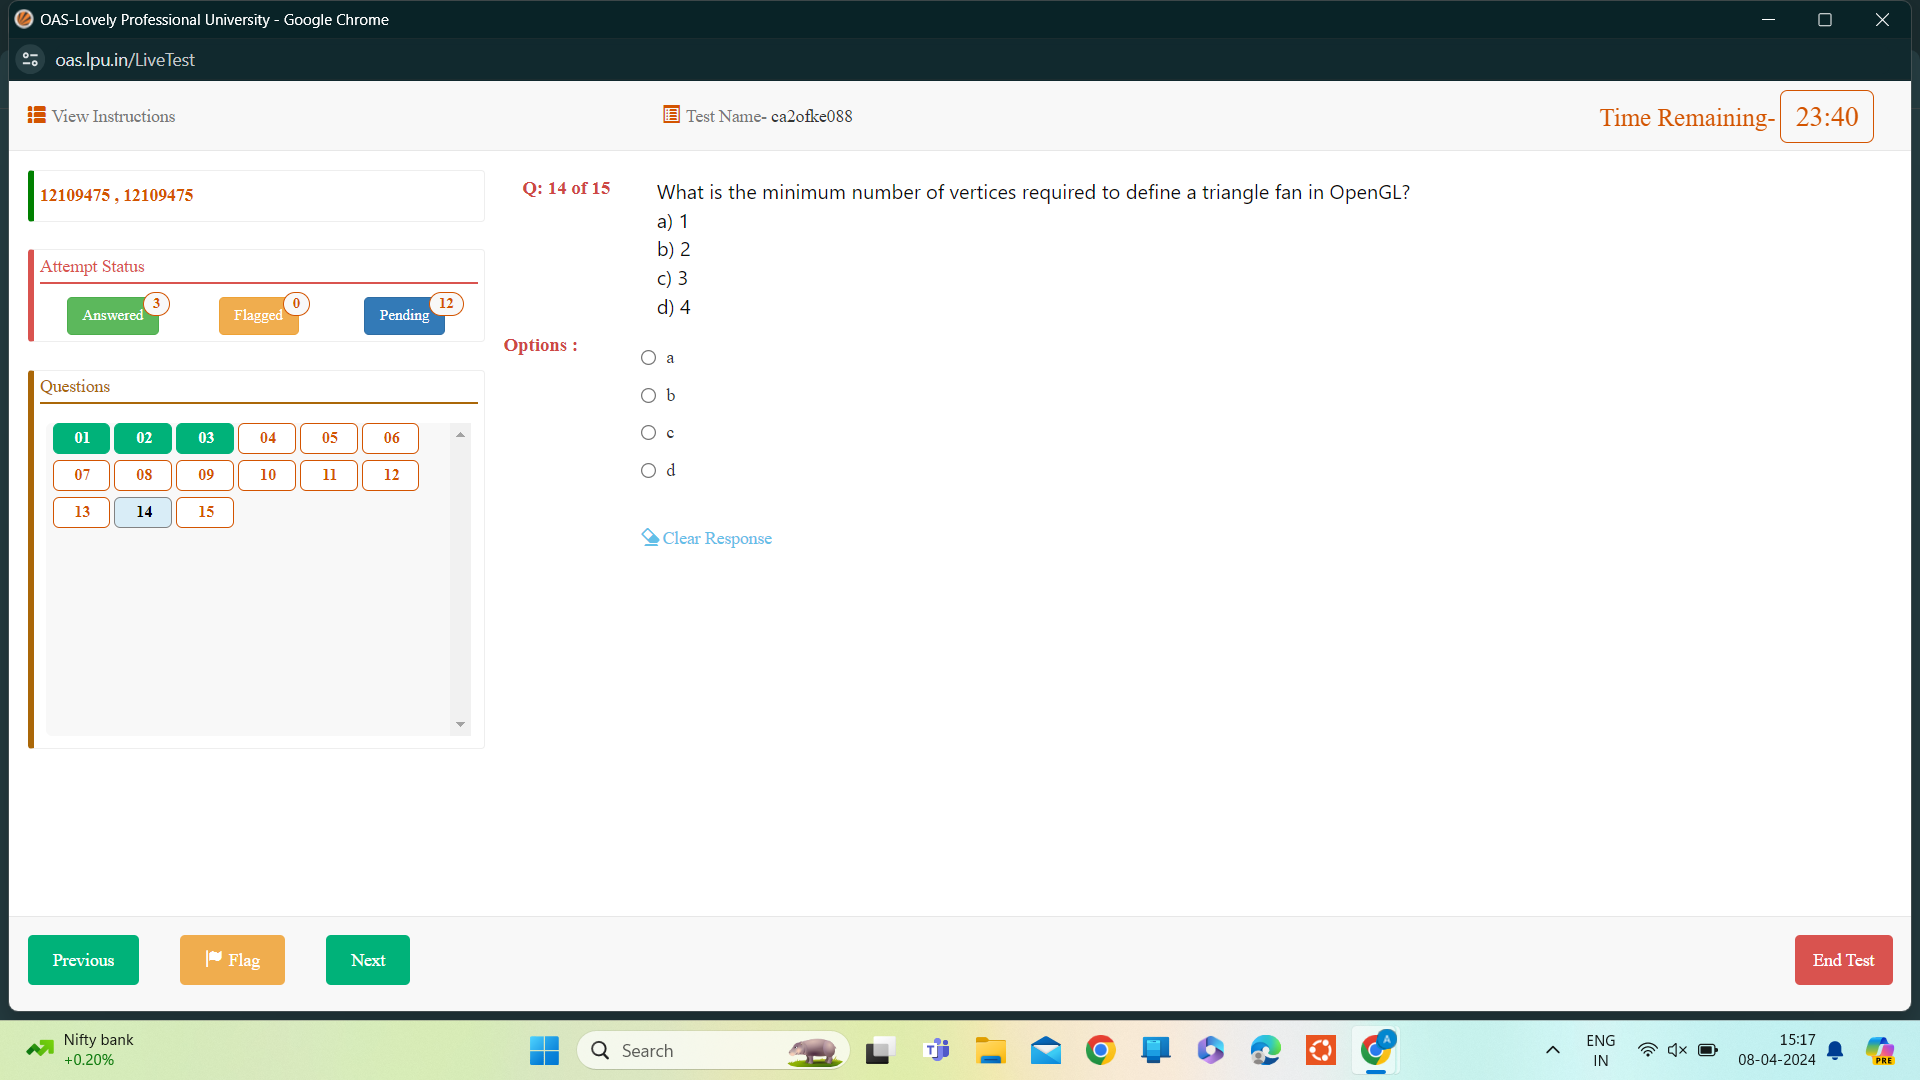 OAS-Lovely Professional University - Google Chrome
oas.lpu.in/LiveTest
View Instructions
Test Name- ca2ofke088
Time Remaining- 23:40
12109475 , 12109475
Attempt Status
Answered 3
Flagged 0
Pending 12
Questions
01 02 03 04 05 06
07 08 09 10 11 12
13 14 15
Q: 14 of 15
What is the minimum number of vertices required to define a triangle fan in OpenGL?
a) 1
b) 2
c) 3
d) 4
Options :
a
b
c
d
Clear Response
Previous
Flag
Next
End Test
Nifty bank
+0.20%
Search
A
ENG
IN
15:17
08-04-2024
PRE